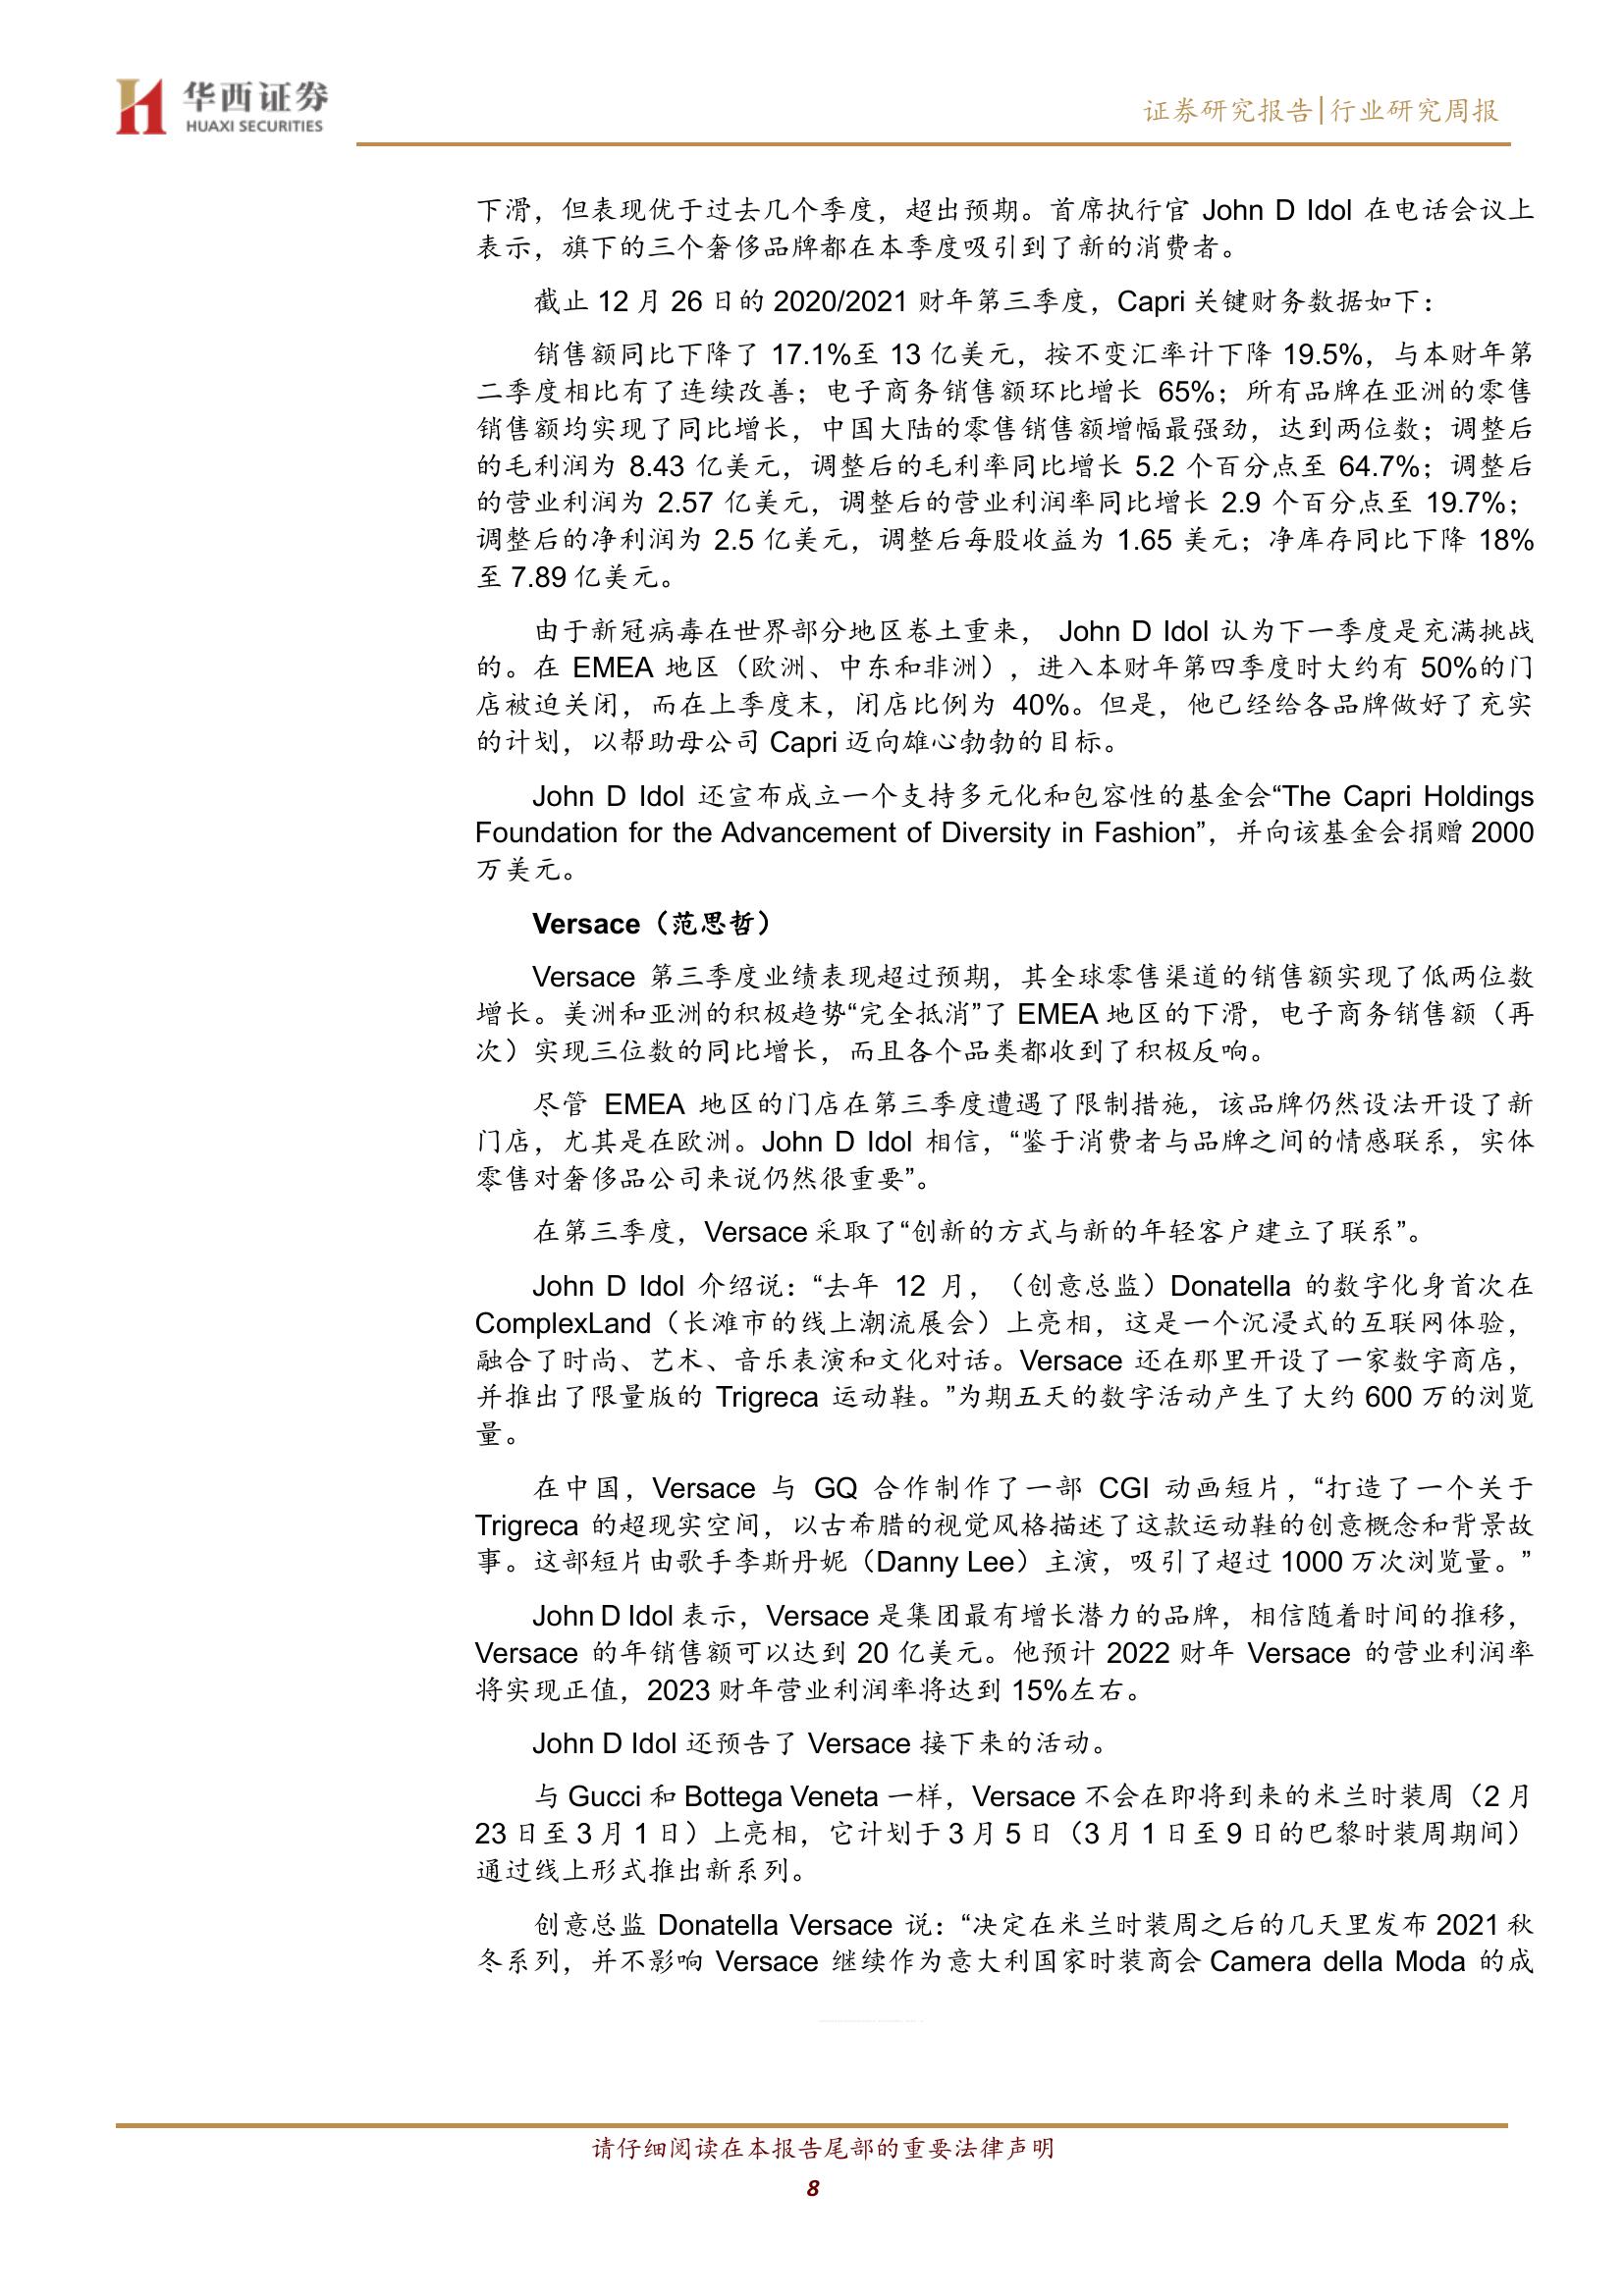 华西证券
HUAXI SECURITIES
证券研究报告|行业研究周报
下滑，但表现优于过去几个季度，超出预期。首席执行官 John D Idol 在电话会议上
表示，旗下的三个奢侈品牌都在本季度吸引到了新的消费者。
截止 12 月 26 日的 2020/2021 财年第三季度，Capri 关键财务数据如下：
销售额同比下降了 17.1%至 13 亿美元，按不变汇率计下降 19.5%，与本财年第
二季度相比有了连续改善；电子商务销售额环比增长 65%；所有品牌在亚洲的零售
销售额均实现了同比增长，中国大陆的零售销售额增幅最强劲，达到两位数；调整后
的毛利润为 8.43 亿美元，调整后的毛利率同比增长 5.2 个百分点至 64.7%；调整后
的营业利润为 2.57 亿美元，调整后的营业利润率同比增长 2.9 个百分点至 19.7%；
调整后的净利润为 2.5 亿美元，调整后每股收益为 1.65 美元；净库存同比下降 18%
至 7.89 亿美元。
由于新冠病毒在世界部分地区卷土重来， John D Idol 认为下一季度是充满挑战
的。在 EMEA 地区（欧洲、中东和非洲），进入本财年第四季度时大约有 50%的门
店被迫关闭，而在上季度末，闭店比例为 40%。但是，他已经给各品牌做好了充实
的计划，以帮助母公司 Capri 迈向雄心勃勃的目标。
John D Idol 还宣布成立一个支持多元化和包容性的基金会“The Capri Holdings
Foundation for the Advancement of Diversity in Fashion”，并向该基金会捐赠 2000
万美元。
Versace（范思哲）
Versace 第三季度业绩表现超过预期，其全球零售渠道的销售额实现了低两位数
增长。美洲和亚洲的积极趋势“完全抵消”了 EMEA 地区的下滑，电子商务销售额（再
次）实现三位数的同比增长，而且各个品类都收到了积极反响。
尽管 EMEA 地区的门店在第三季度遭遇了限制措施，该品牌仍然设法开设了新
门店，尤其是在欧洲。John D Idol 相信，“鉴于消费者与品牌之间的情感联系，实体
零售对奢侈品公司来说仍然很重要”。
在第三季度，Versace 采取了“创新的方式与新的年轻客户建立了联系”。
John D Idol 介绍说：“去年 12 月，（创意总监）Donatella 的数字化身首次在
ComplexLand（长滩市的线上潮流展会）上亮相，这是一个沉浸式的互联网体验，
融合了时尚、艺术、音乐表演和文化对话。Versace 还在那里开设了一家数字商店，
并推出了限量版的 Trigreca 运动鞋。”为期五天的数字活动产生了大约 600 万的浏览
量。
在中国，Versace 与 GQ 合作制作了一部 CGI 动画短片，“打造了一个关于
Trigreca 的超现实空间，以古希腊的视觉风格描述了这款运动鞋的创意概念和背景故
事。这部短片由歌手李斯丹妮（Danny Lee）主演，吸引了超过 1000 万次浏览量。”
John D Idol 表示，Versace 是集团最有增长潜力的品牌，相信随着时间的推移，
Versace 的年销售额可以达到 20 亿美元。他预计 2022 财年 Versace 的营业利润率
将实现正值，2023 财年营业利润率将达到 15%左右。
John D Idol 还预告了 Versace 接下来的活动。
与 Gucci 和 Bottega Veneta 一样，Versace 不会在即将到来的米兰时装周（2 月
23 日至 3 月 1 日）上亮相，它计划于 3 月 5 日（3 月 1 日至 9 日的巴黎时装周期间）
通过线上形式推出新系列。
创意总监 Donatella Versace 说：“决定在米兰时装周之后的几天里发布 2021 秋
冬系列，并不影响 Versace 继续作为意大利国家时装商会 Camera della Moda 的成
请仔细阅读在本报告尾部的重要法律声明
8